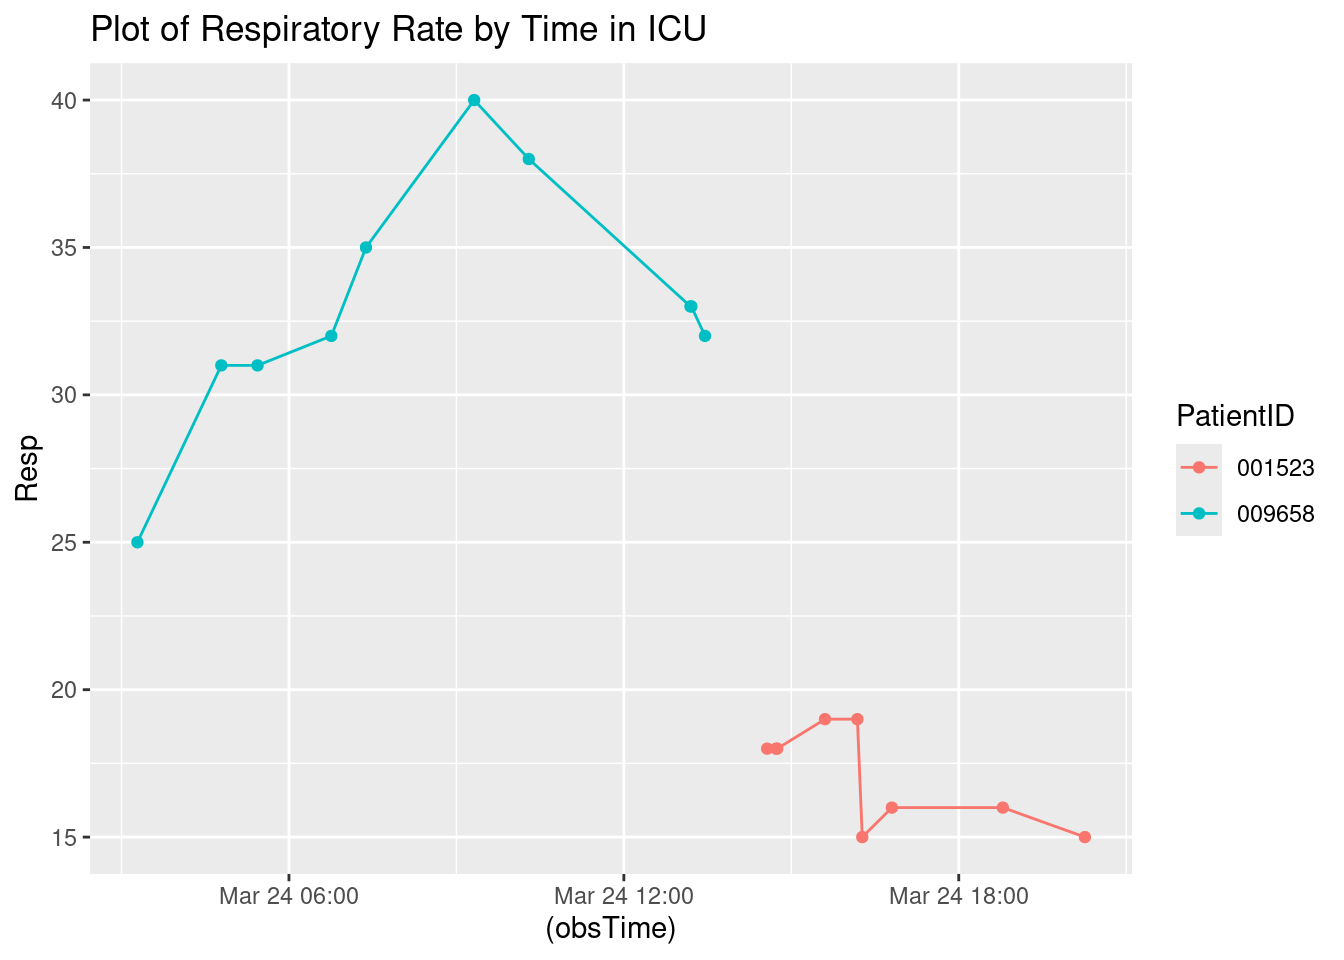 Plot of Respiratory Rate by Time in ICU
40
35
30
25
20
15
Resp
Mar 24 06:00
Mar 24 12:00
Mar 24 18:00
(obsTime)
PatientID
001523
009658